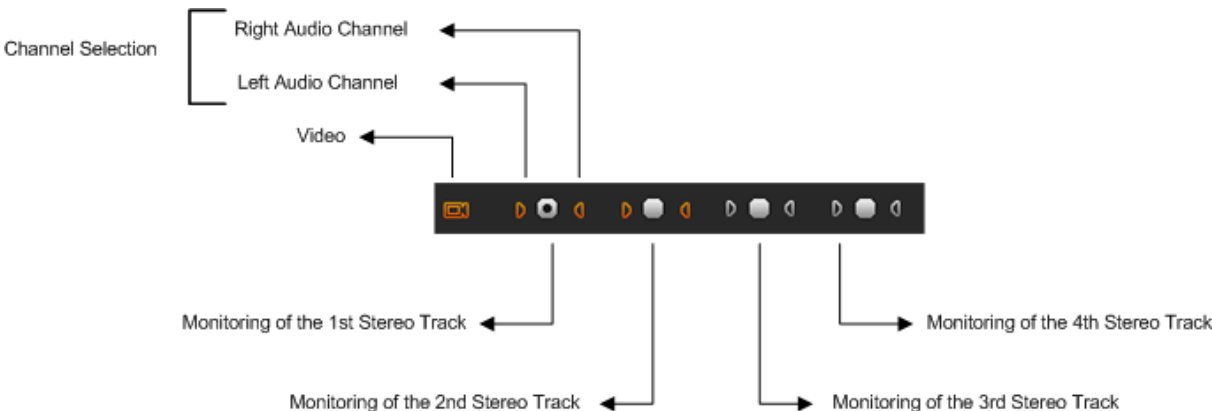 Right Audio Channel
Channel Selection
Left Audio Channel
Video
Monitoring of the 1st Stereo Track
Monitoring of the 4th Stereo Track
Monitoring of the 2nd Stereo Track
Monitoring of the 3rd Stereo Track